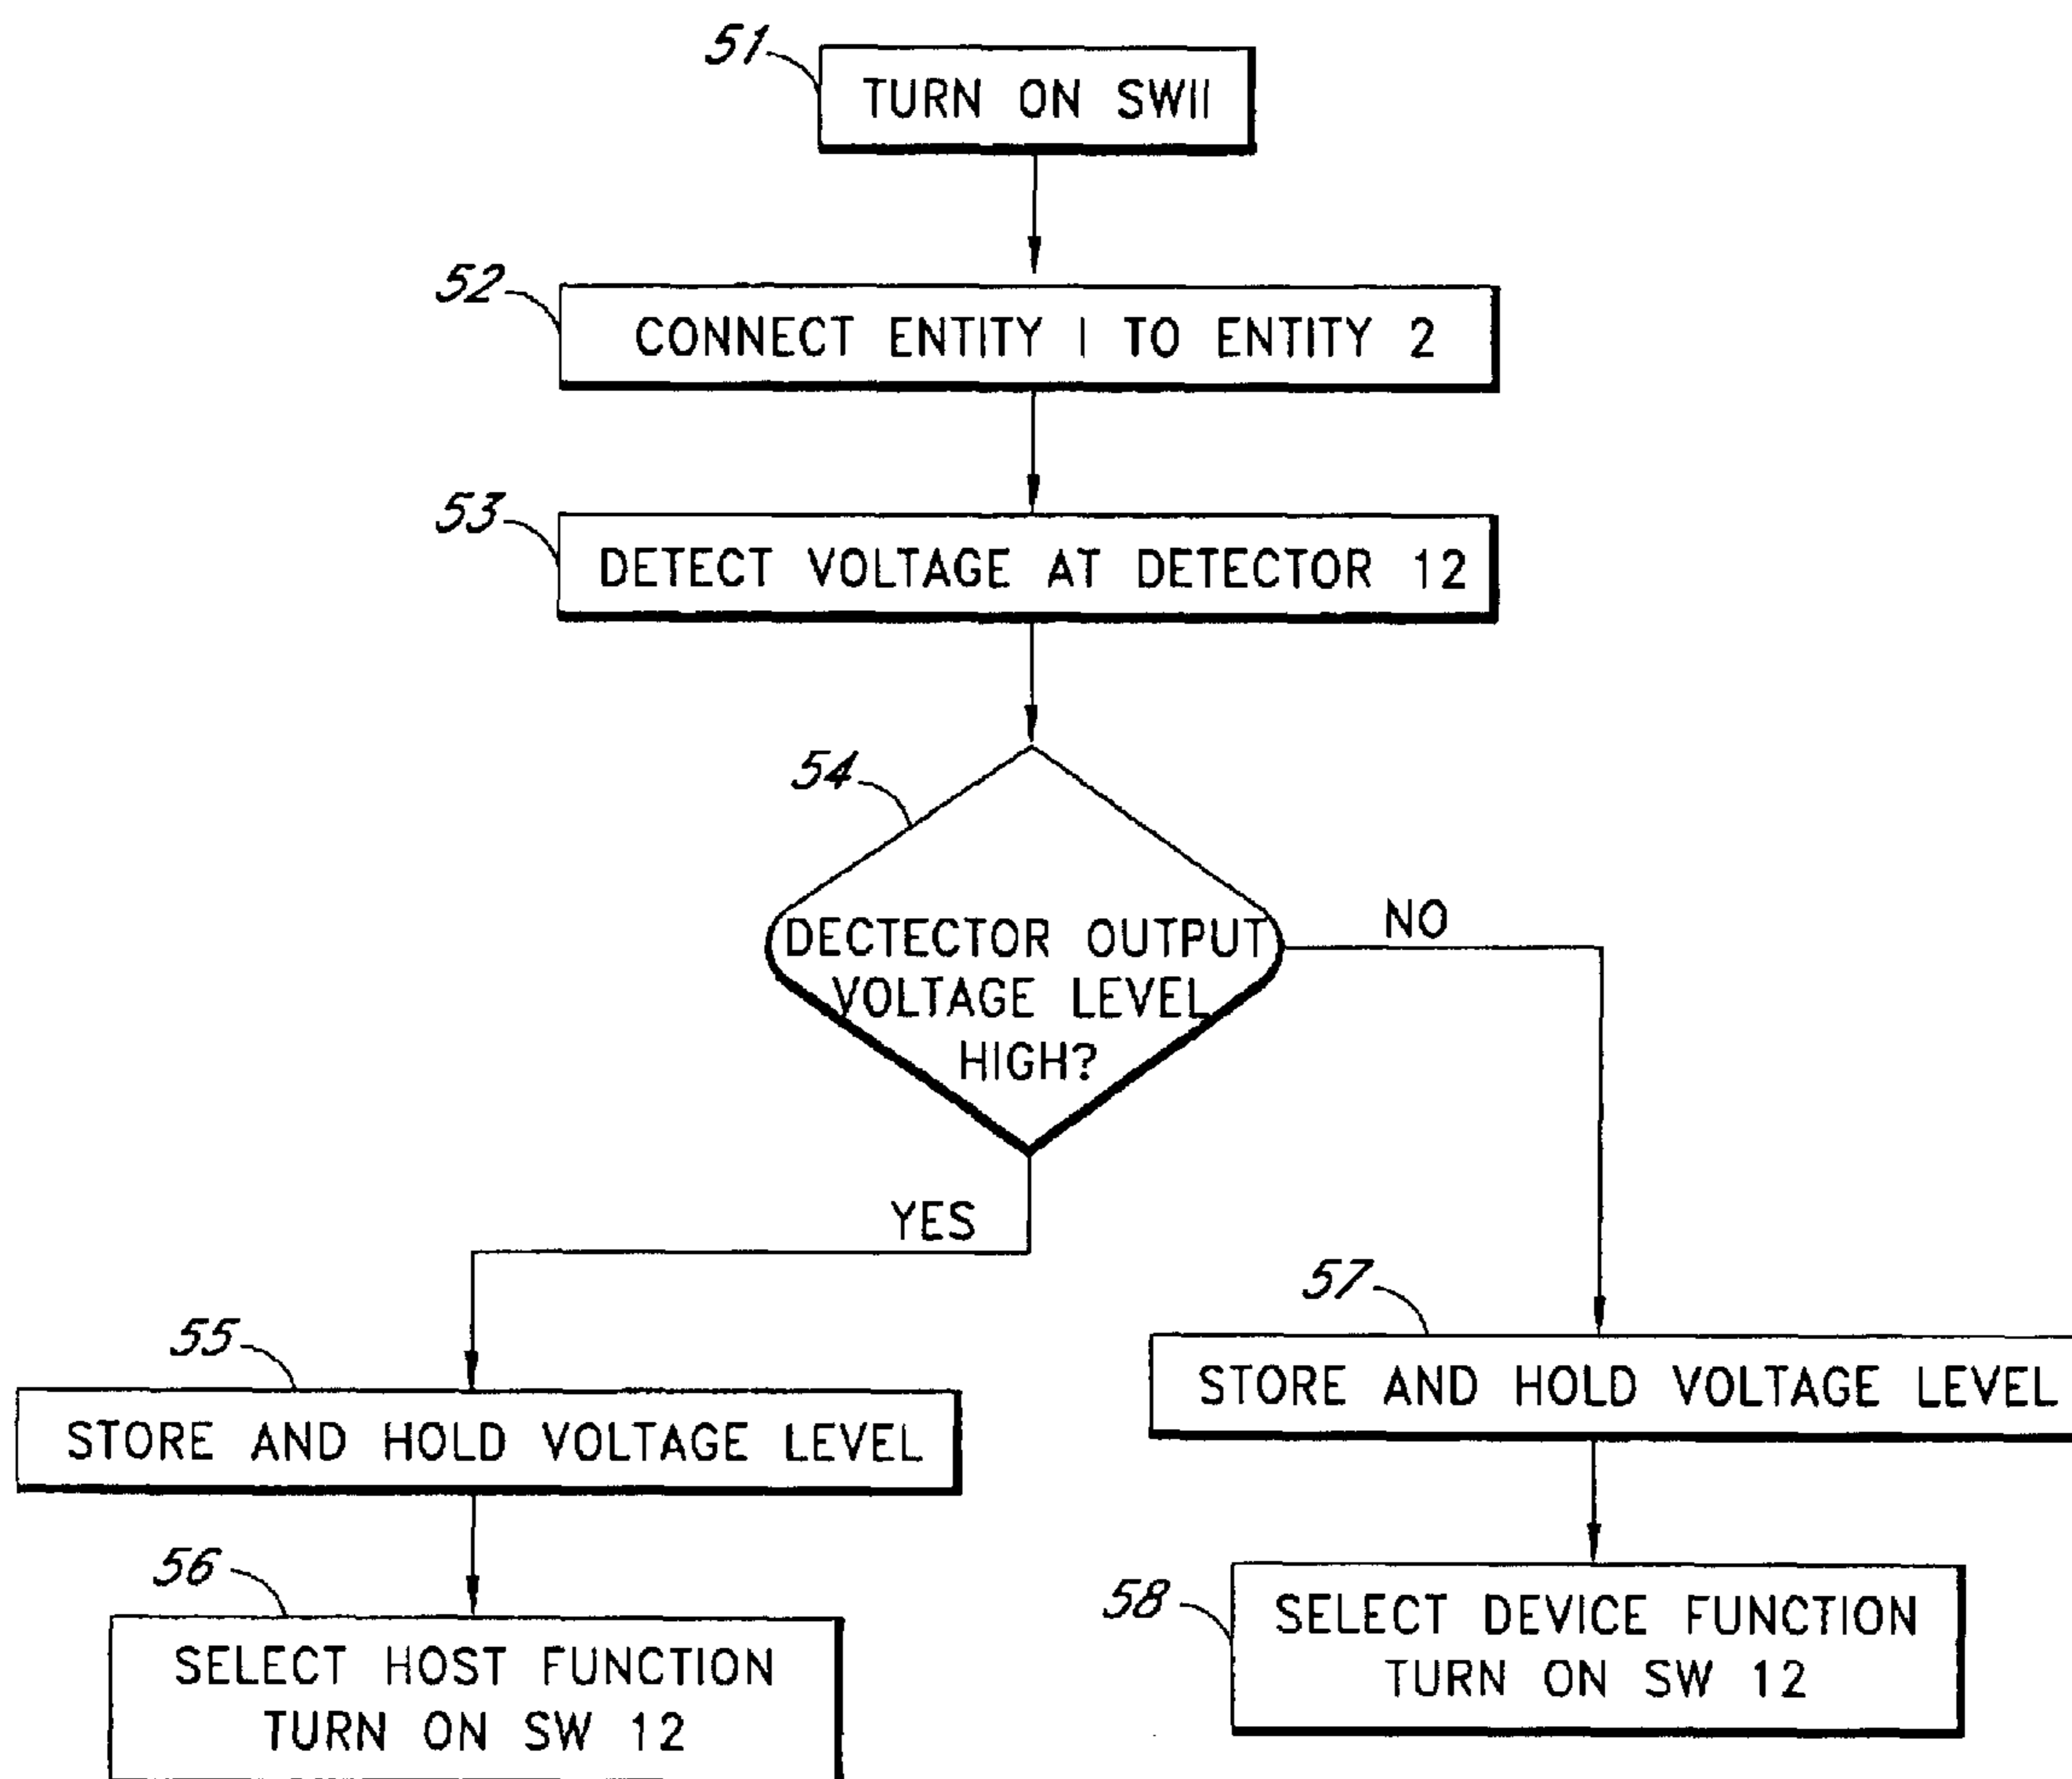 51
TURN ON SW11
52
CONNECT ENTITY 1 TO ENTITY 2
53
DETECT VOLTAGE AT DETECTOR 12
54
DECTECTOR OUTPUT
VOLTAGE LEVEL
HIGH?
NO
YES
55
STORE AND HOLD VOLTAGE LEVEL
57
STORE AND HOLD VOLTAGE LEVEL
56
SELECT HOST FUNCTION
TURN ON SW 12
58
SELECT DEVICE FUNCTION
TURN ON SW 12